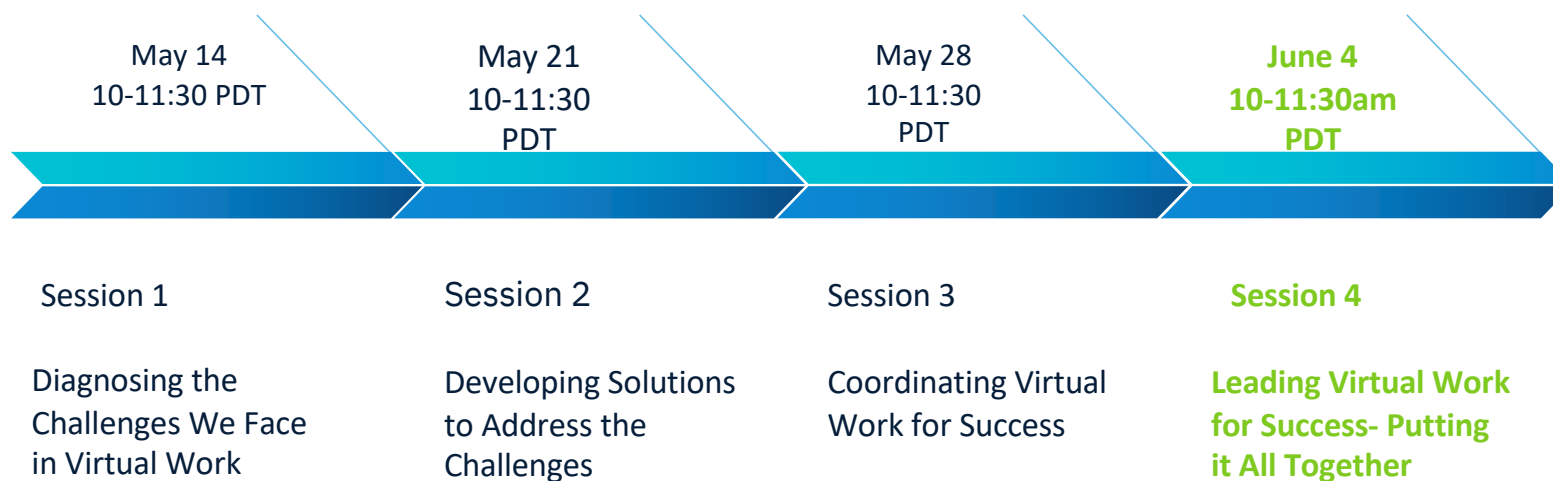 May 14
10-11:30 PDT
May 21
10-11:30
PDT
May 28
10-11:30
PDT
June 4
10-11:30am
PDT
Session 1
Diagnosing the
Challenges We Face
in Virtual Work
Session 2
Developing Solutions
to Address the
Challenges
Session 3
Coordinating Virtual
Work for Success
Session 4
Leading Virtual Work
for Success- Putting
it All Together